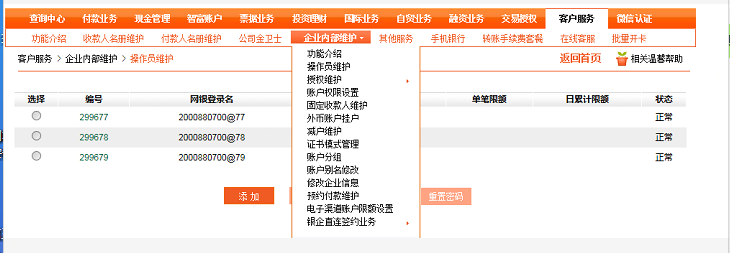 查询中心 付款业务 现金管理 智富账户 票据业务 投资理财 国际业务 自贸业务 融资业务 交易授权 客户服务 微信认证
功能介绍 收款人名册维护 付款人名册维护 公司金卫士 企业内部维护 其他服务 手机银行 转账手续费套餐 在线客服 批量开卡
客户服务 > 企业内部维护 > 操作员维护 返回首页 相关温馨帮助
功能介绍
操作员维护
授权维护
账户权限设置
固定收款人维护
外币账户挂户
减户维护
证书模式管理
账户分组
账户别名修改
修改企业信息
预约付款维护
电子渠道账户限额设置
银企直连签约业务
选择 编号 网银登录名 单笔限额 日累计限额 状态
299677 2000880700@77 正常
299678 2000880700@78 正常
299679 2000880700@79 正常
添加 重置密码